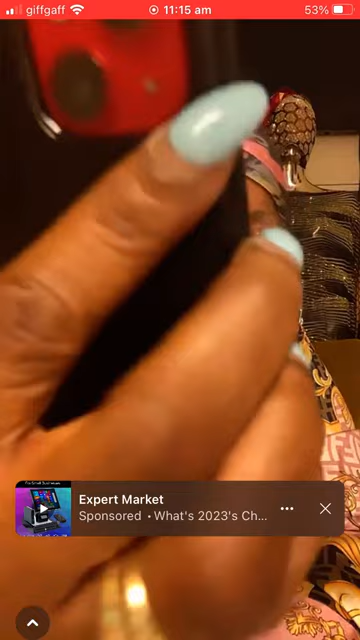 giffgaff
11:15 am
53%
Expert Market
Sponsored • What's 2023's Ch...